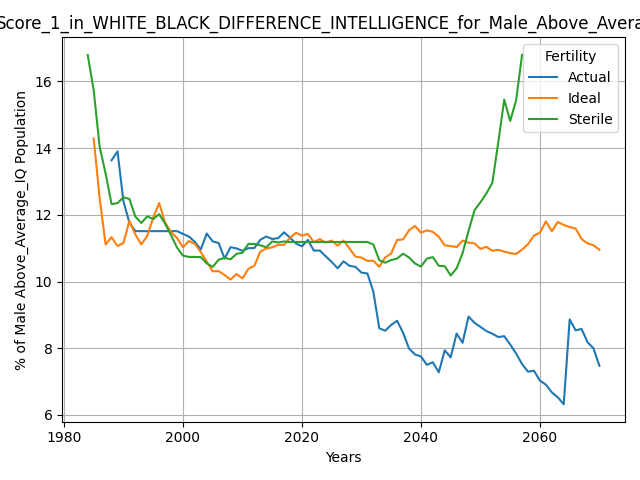 Score_1_in_WHITE_BLACK_DIFFERENCE_INTELLIGENCE_for_Male_Above_Avera
Fertility
Actual
Ideal
Sterile
% of Male Above_Average_IQ Population
16
14
12
10
8
6
1980
2000
2020
2040
2060
Years